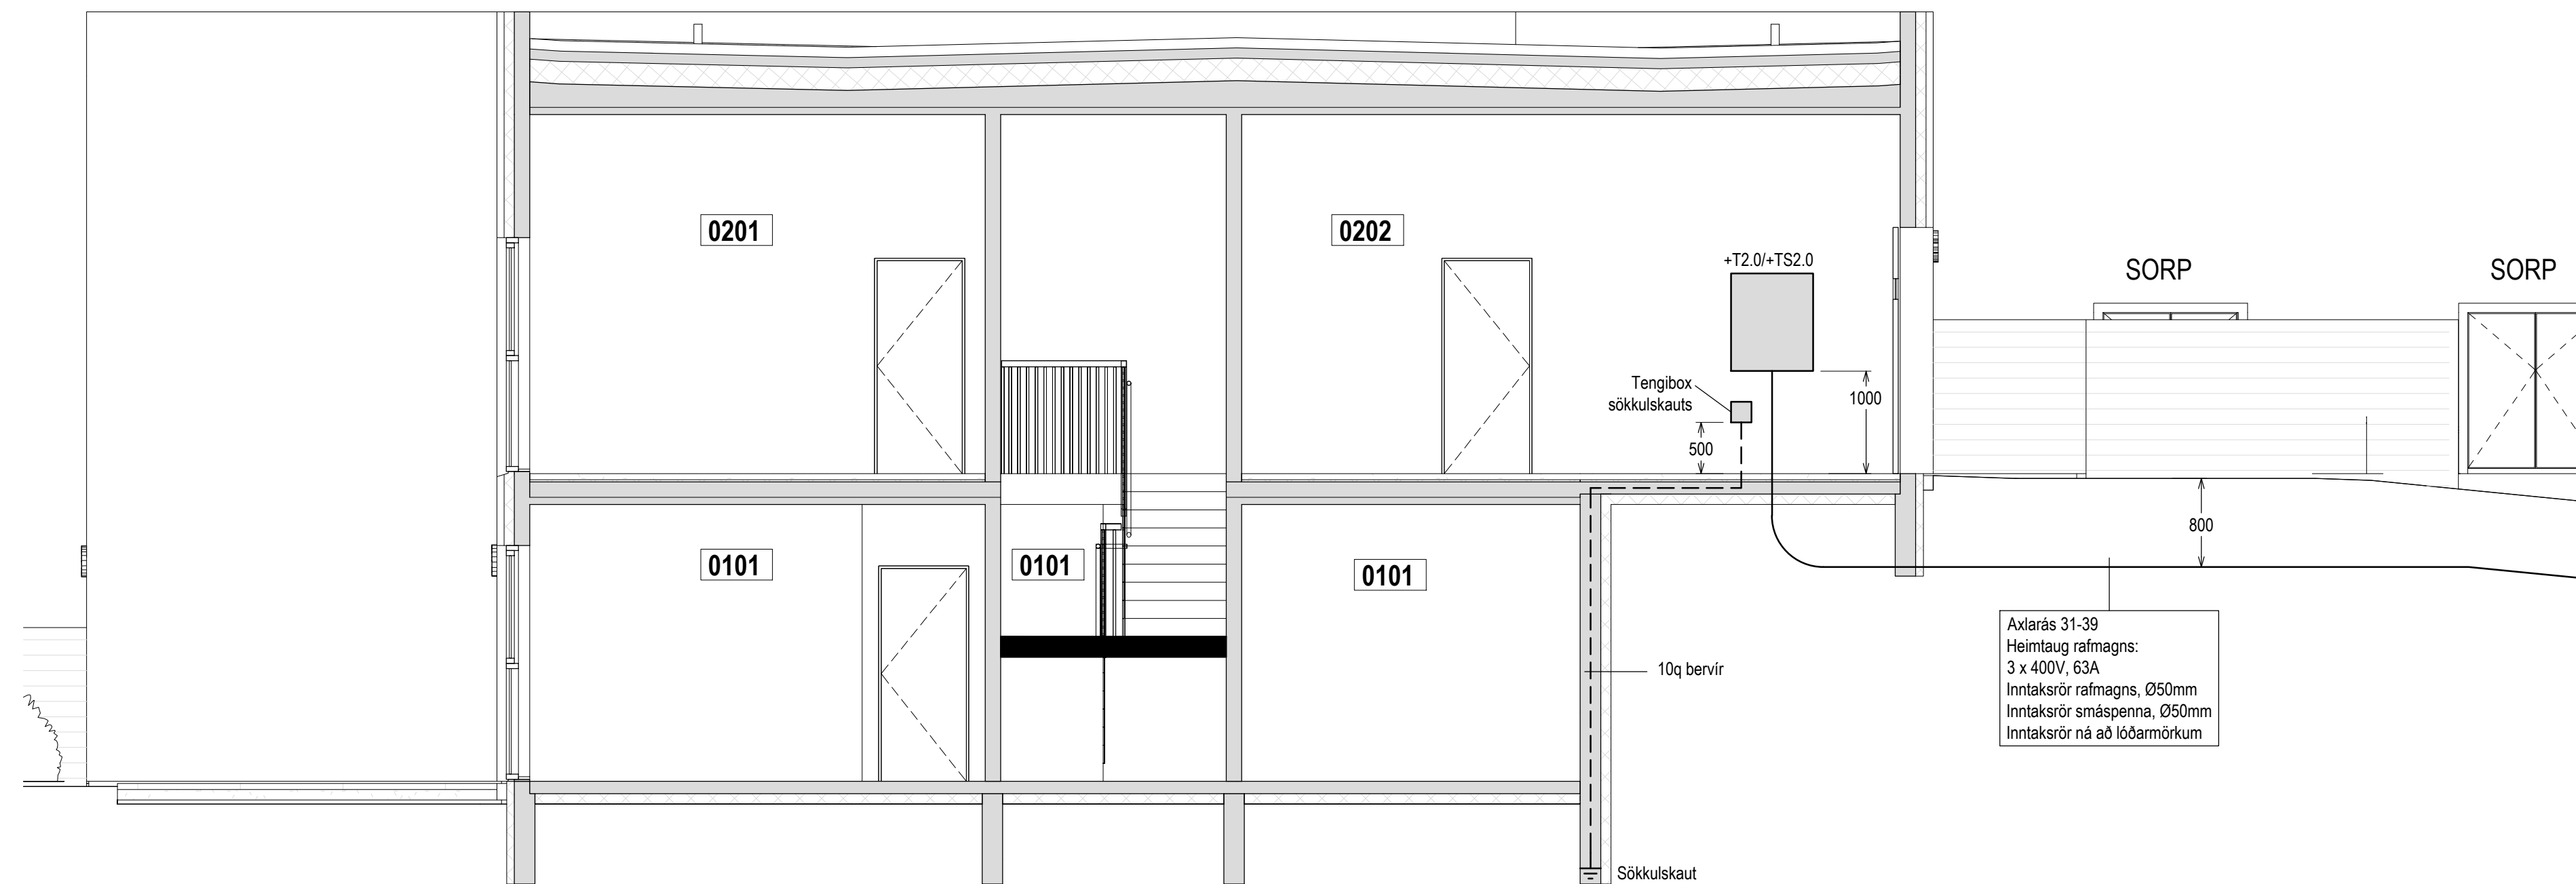 0201
0202
+T2.0/+TS2.0
SORP
SORP
Tengibox
sökkulskauts
1000
500
800
0101
0101
0101
10q bervír
Axlarás 31-39
Heimtaug rafmagns:
3 x 400V, 63A
Inntaksrör rafmagns, Ø50mm
Inntaksrör smáspenna, Ø50mm
Inntaksrör ná að lóðarmörkum
Sökkulskaut